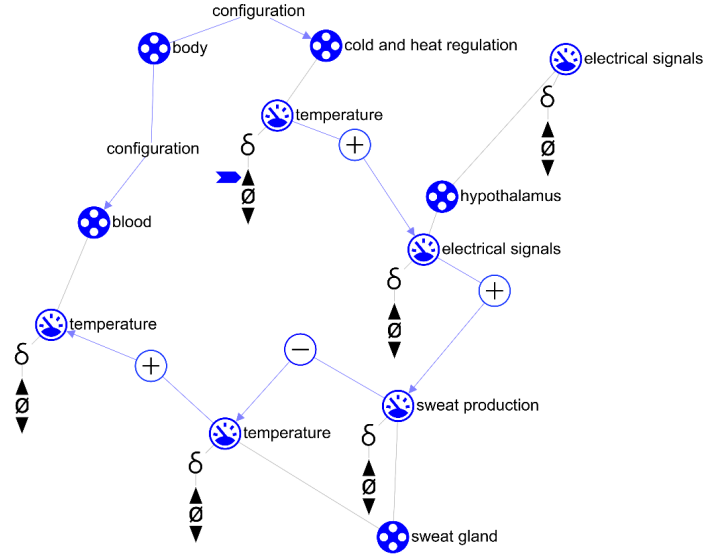 configuration
body
cold and heat regulation
electrical signals
δ
ø
temperature
+
δ
ø
configuration
hypothalamus
blood
electrical signals
δ
ø
+
temperature
δ
ø
+
−
sweat production
δ
ø
temperature
δ
ø
sweat gland